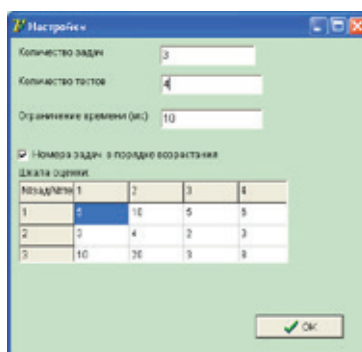 Настройки
Количество задач 3
Количество тестов 4
Ограничение времени (мс) 10
Номера задач в порядке возрастания
Шкала оценки
1 2 3 4
1 5 10 5 5
2 3 4 2 3
3 10 20 3 8
OK